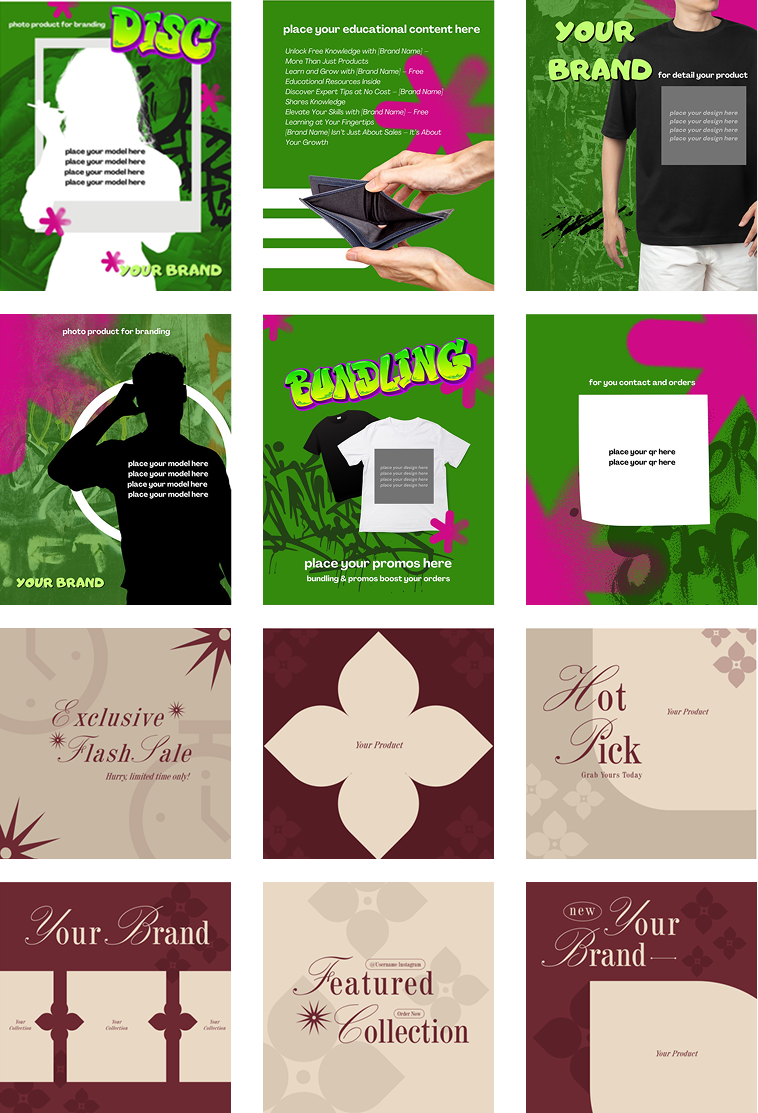 photo product for branding
DISC
place your model here
place your model here
place your model here
place your model here
YOUR BRAND
place your educational content here
Unlock Free Knowledge with [Brand Name] –
More Than Just Products
Learn and Grow with [Brand Name] – Free
Educational Resources Inside
Discover Expert Tips at No Cost – [Brand Name]
Shares Knowledge
Elevate Your Skills with [Brand Name] – Free
Learning at Your Fingertips
[Brand Name] Isn't Just About Sales – It's About
Your Growth
YOUR
BRAND
for detail your product
place your design here
place your design here
place your design here
place your design here
photo product for branding
place your model here
place your model here
place your model here
place your model here
YOUR BRAND
BUNDLING
place your design here
place your design here
place your design here
place your design here
place your promos here
bundling & promos boost your orders
for you contact and orders
place your qr here
place your qr here
Exclusive
Flash Sale
Hurry, limited time only!
Your Product
Hot
Pick
Grab Yours Today
Your Product
Your Brand
Your
Collection
Your
Collection
Your
Collection
@Username Instagram
Featured
Order Now
Collection
new
Your
Brand
Your Product